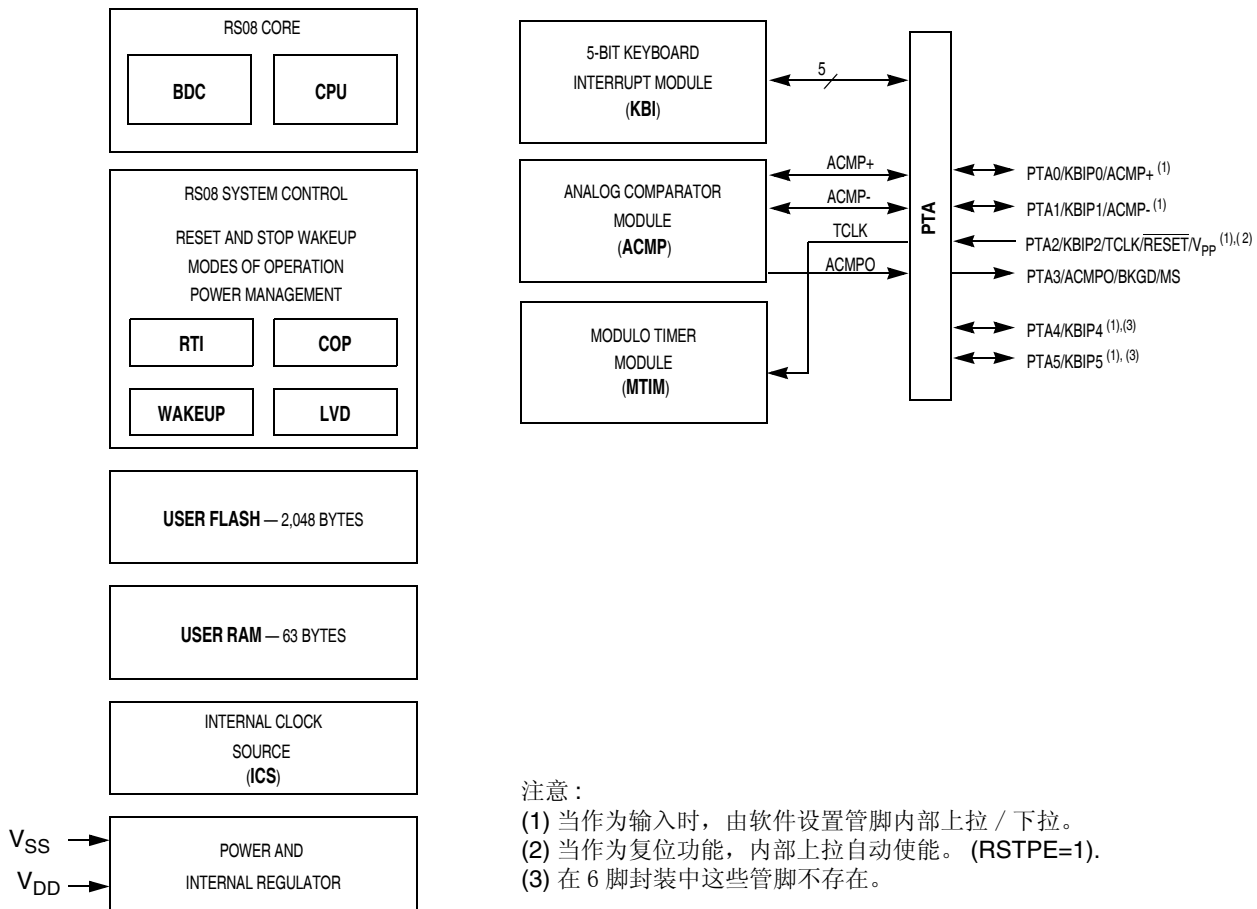 RS08 CORE
BDC
CPU
RS08 SYSTEM CONTROL
RESET AND STOP WAKEUP
MODES OF OPERATION
POWER MANAGEMENT
RTI
COP
WAKEUP
LVD
USER FLASH — 2,048 BYTES
USER RAM — 63 BYTES
INTERNAL CLOCK
SOURCE
(ICS)
VSS
VDD
POWER AND
INTERNAL REGULATOR
5-BIT KEYBOARD
INTERRUPT MODULE
(KBI)
5
ANALOG COMPARATOR
MODULE
(ACMP)
ACMP+
ACMP-
TCLK
ACMPO
MODULO TIMER
MODULE
(MTIM)
PTA
PTA0/KBIP0/ACMP+ (1)
PTA1/KBIP1/ACMP- (1)
PTA2/KBIP2/TCLK/RESET/VPP (1),( 2)
PTA3/ACMPO/BKGD/MS
PTA4/KBIP4 (1),(3)
PTA5/KBIP5 (1), (3)
注意 :
(1) 当作为输入时，由软件设置管脚内部上拉 / 下拉。
(2) 当作为复位功能，内部上拉自动使能。 (RSTPE=1).
(3) 在 6 脚封装中这些管脚不存在。